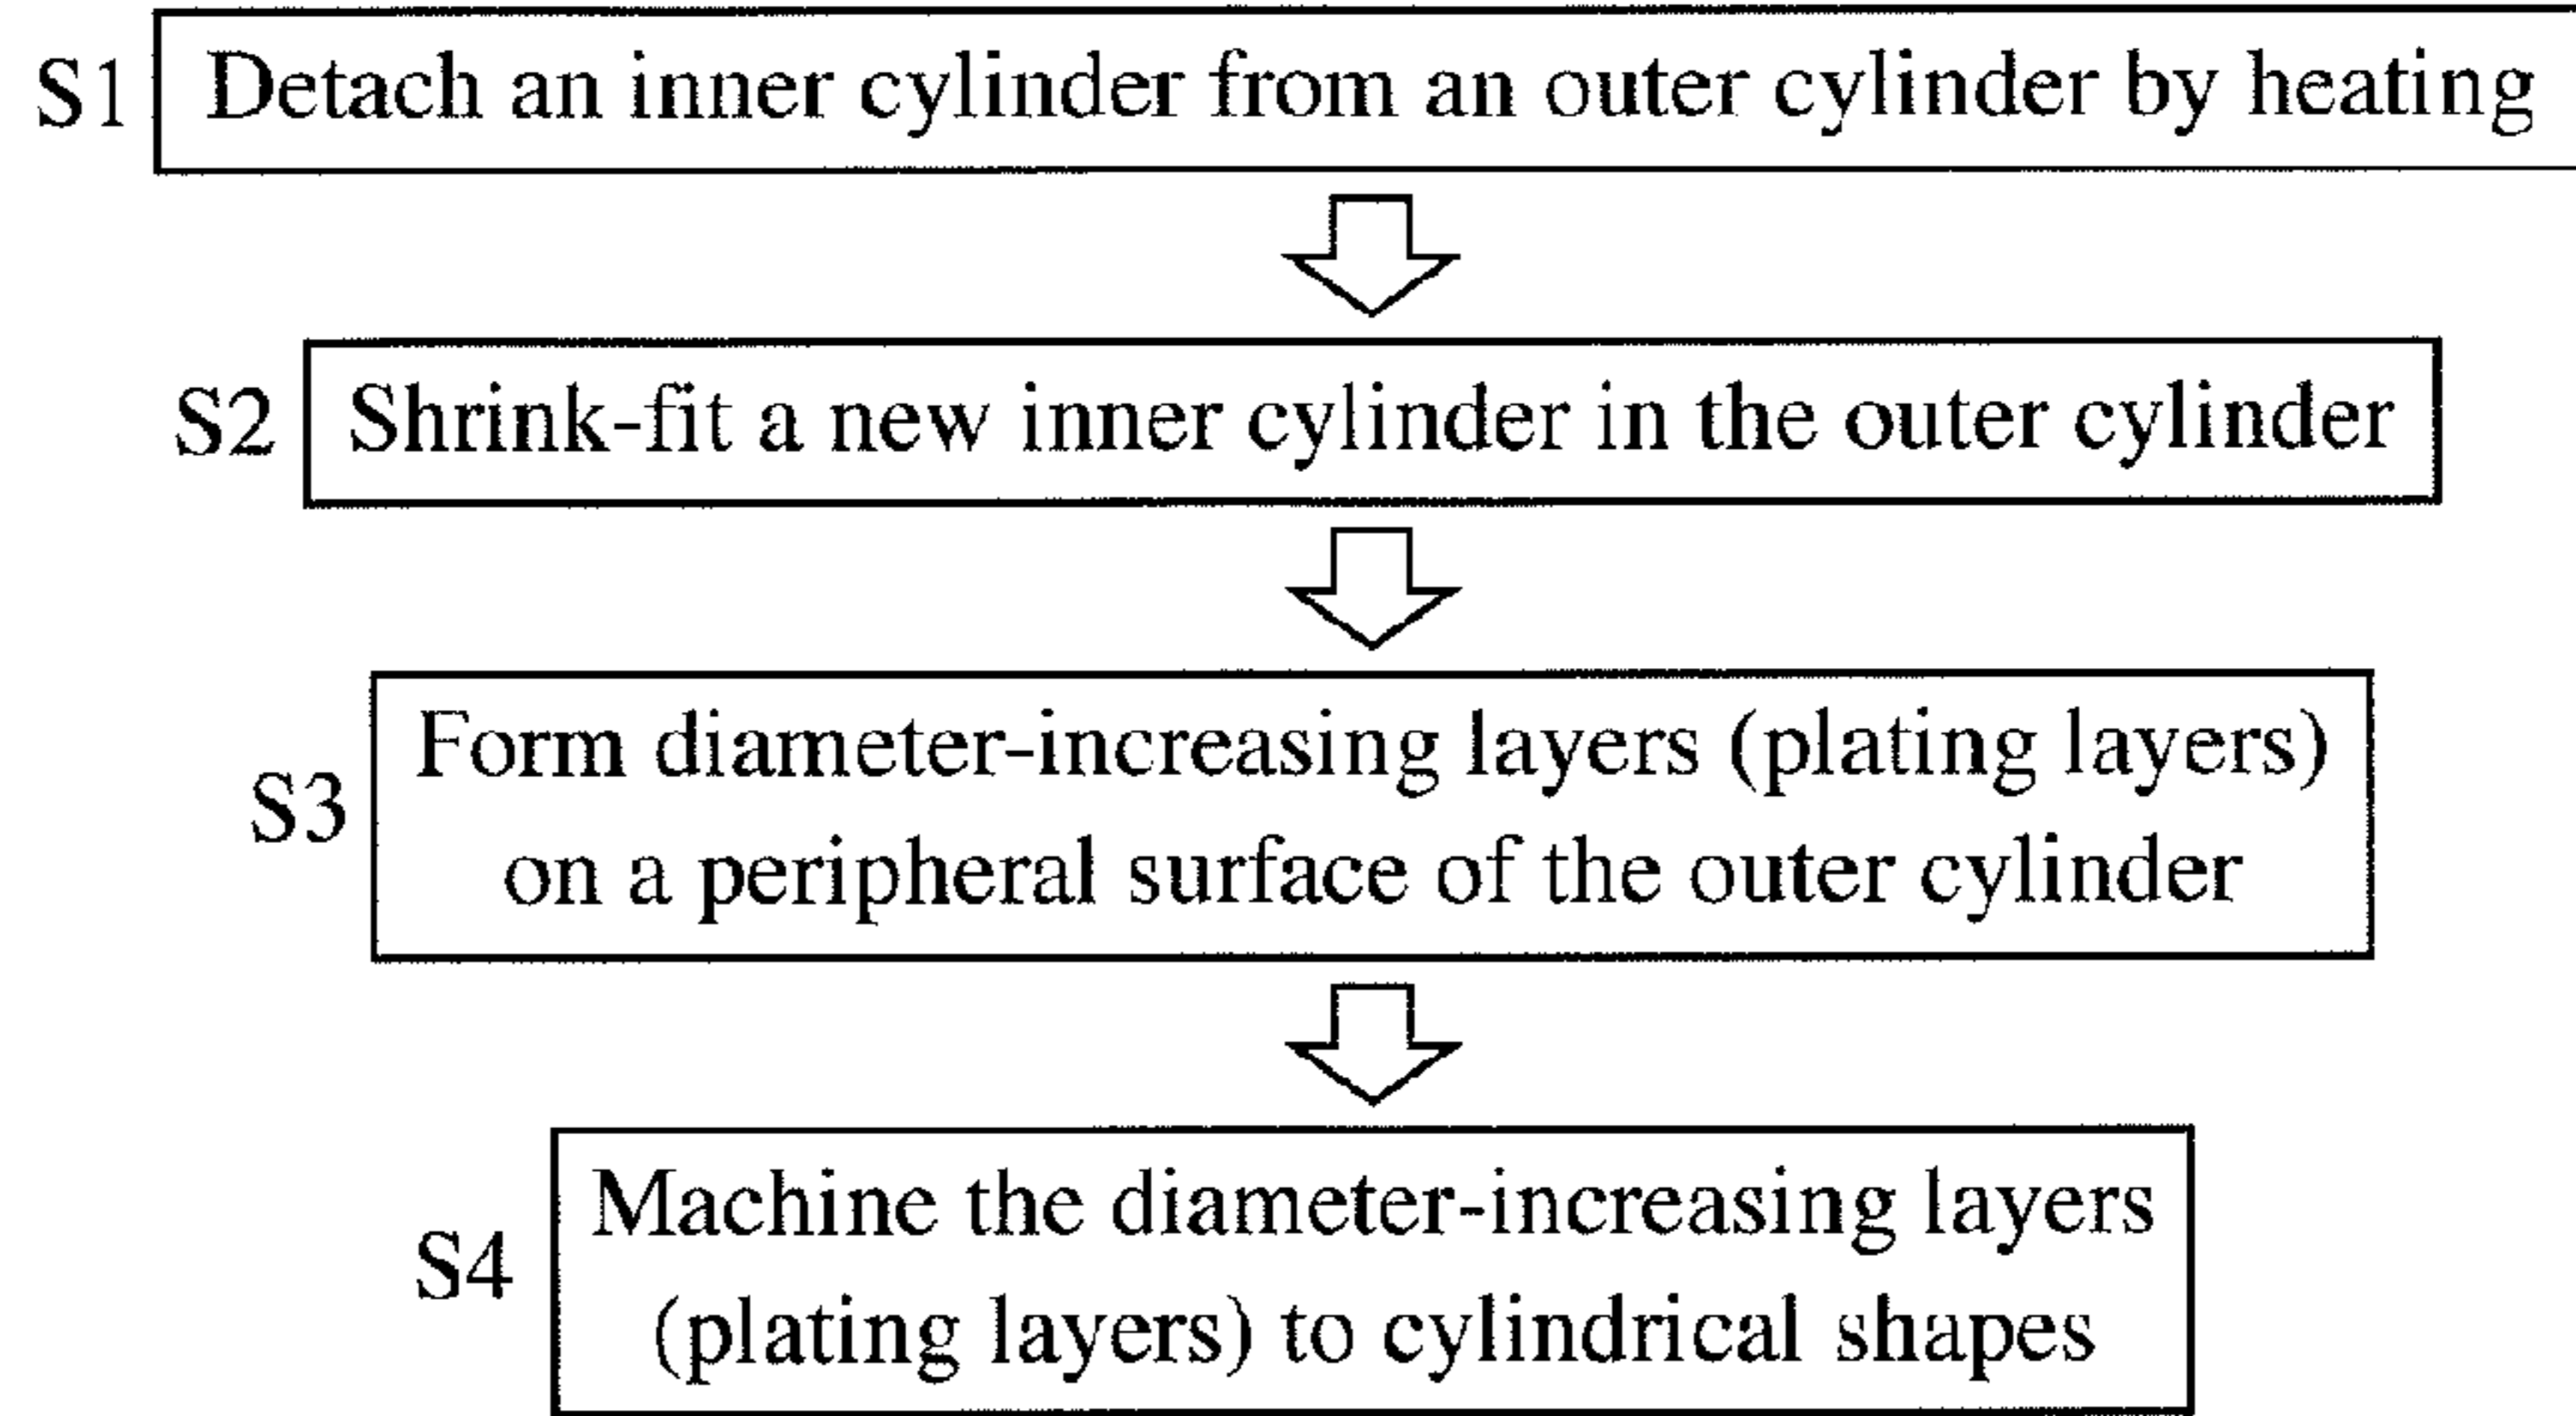 S1 Detach an inner cylinder from an outer cylinder by heating
S2 Shrink-fit a new inner cylinder in the outer cylinder
S3 Form diameter-increasing layers (plating layers)
on a peripheral surface of the outer cylinder
S4 Machine the diameter-increasing layers
(plating layers) to cylindrical shapes